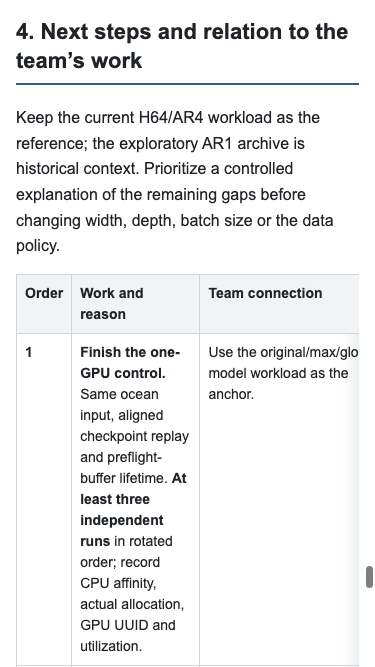 4. Next steps and relation to the
team’s work
Keep the current H64/AR4 workload as the
reference; the exploratory AR1 archive is
historical context. Prioritize a controlled
explanation of the remaining gaps before
changing width, depth, batch size or the data
policy.
Order
Work and
reason
Team connection
1
Finish the one-
GPU control.
Same ocean
input, aligned
checkpoint replay
and preflight-
buffer lifetime. At
least three
independent
runs in rotated
order; record
CPU affinity,
actual allocation,
GPU UUID and
utilization.
Use the original/max/glo
model workload as the
anchor.